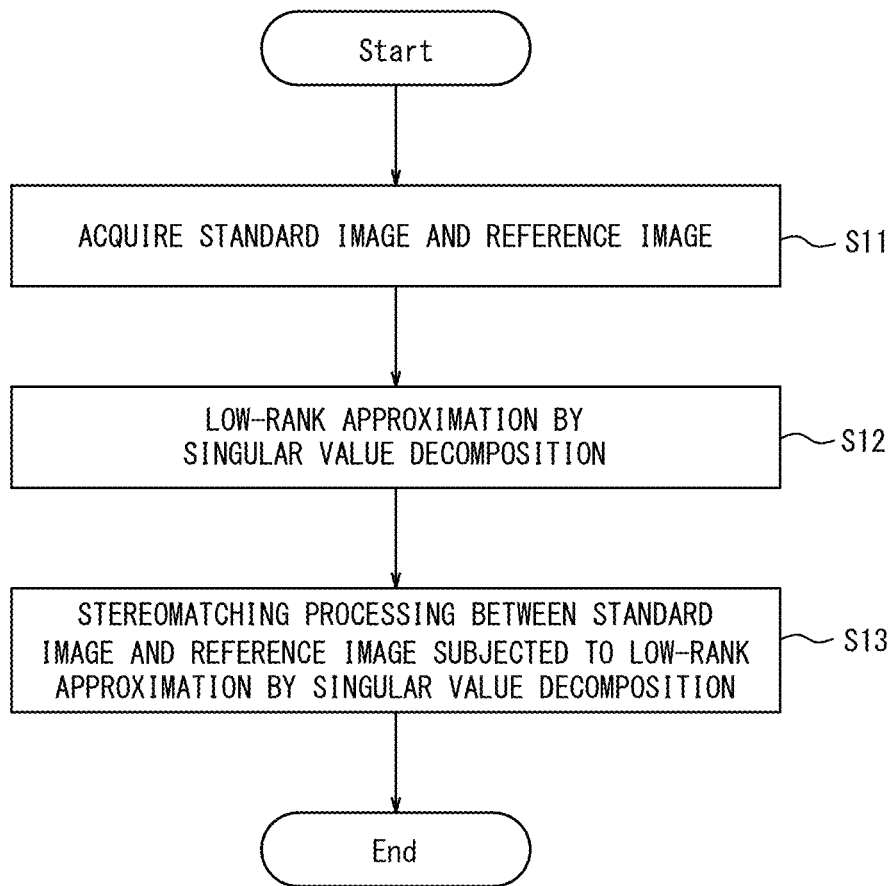 Start
ACQUIRE STANDARD IMAGE AND REFERENCE IMAGE
S11
LOW-RANK APPROXIMATION BY
SINGULAR VALUE DECOMPOSITION
S12
STEREOMATCHING PROCESSING BETWEEN STANDARD
IMAGE AND REFERENCE IMAGE SUBJECTED TO LOW-RANK
APPROXIMATION BY SINGULAR VALUE DECOMPOSITION
S13
End